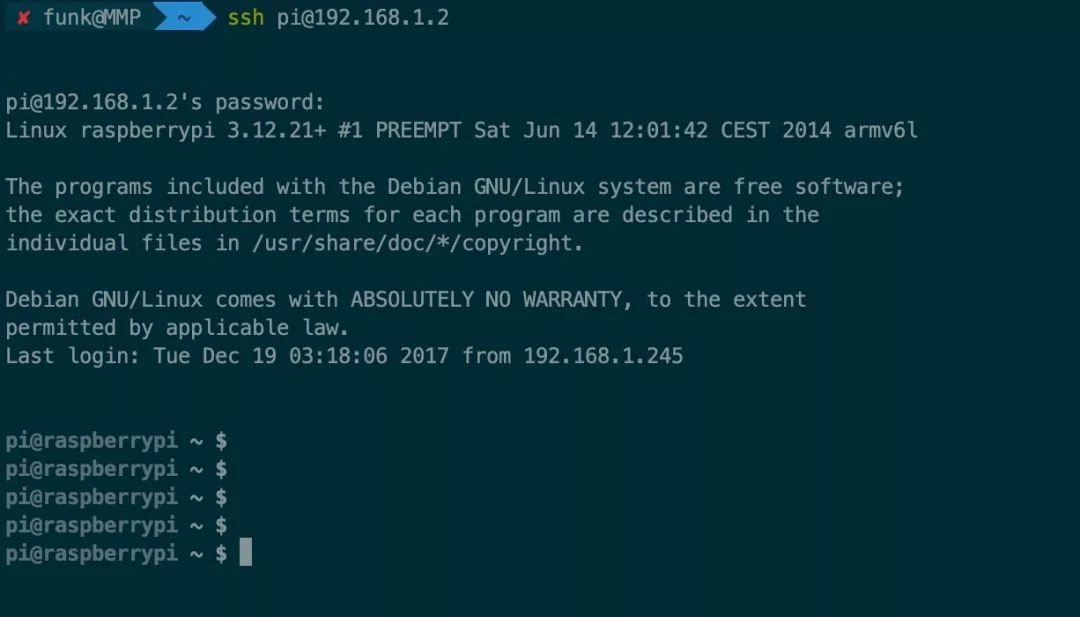 ✘ funk@MMP ~ ssh pi@192.168.1.2
pi@192.168.1.2's password:
Linux raspberrypi 3.12.21+ #1 PREEMPT Sat Jun 14 12:01:42 CEST 2014 armv6l
The programs included with the Debian GNU/Linux system are free software;
the exact distribution terms for each program are described in the
individual files in /usr/share/doc/*/copyright.
Debian GNU/Linux comes with ABSOLUTELY NO WARRANTY, to the extent
permitted by applicable law.
Last login: Tue Dec 19 03:18:06 2017 from 192.168.1.245
pi@raspberrypi ~ $
pi@raspberrypi ~ $
pi@raspberrypi ~ $
pi@raspberrypi ~ $
pi@raspberrypi ~ $